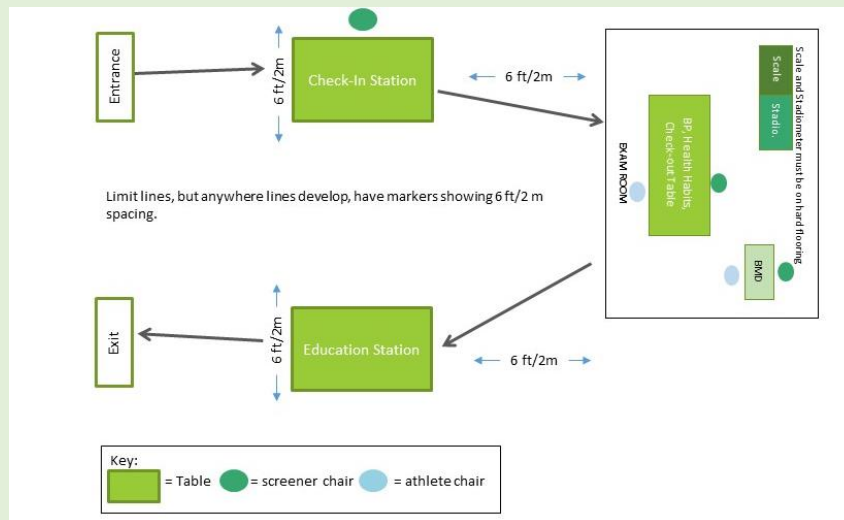 Entrance
6 ft/2m
Check-In Station
6 ft/2m
Scale
Stadio.
Scale and Stadiometer must be on hard flooring
BP, Health Habits,
Check-out Table
EXAM ROOM
BMD
Limit lines, but anywhere lines develop, have markers showing 6 ft/2 m
spacing.
Exit
6 ft/2m
Education Station
6 ft/2m
Key:
= Table
= screener chair
= athlete chair